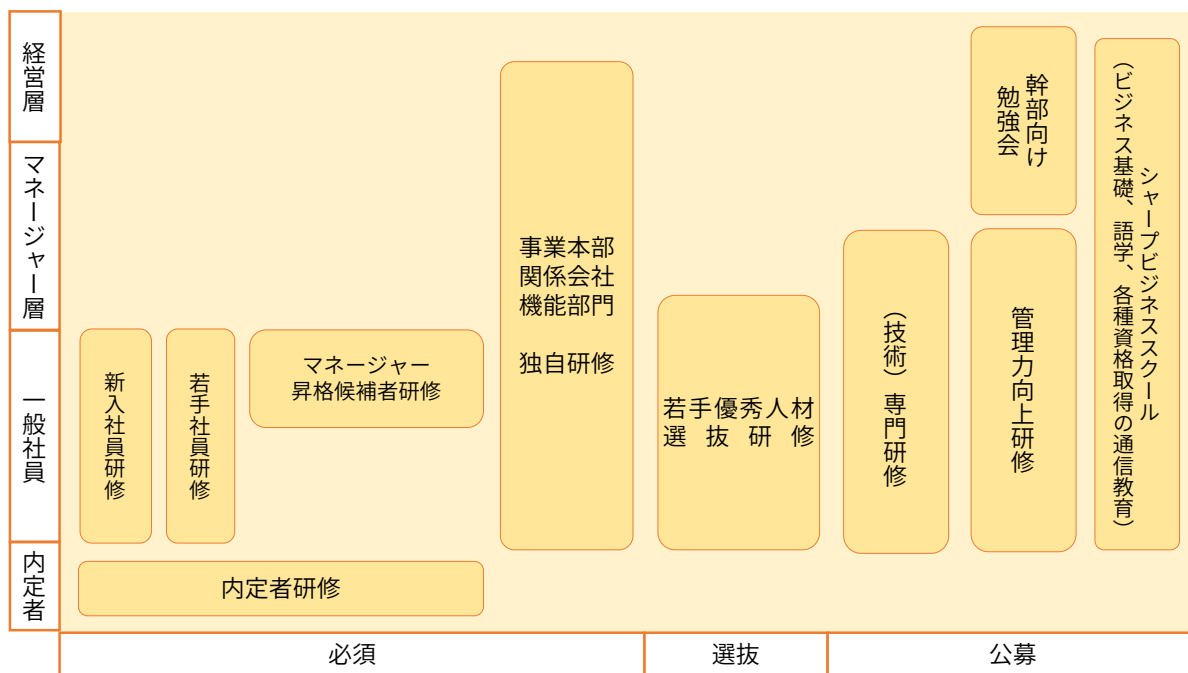 経営層
マネージャー層
一般社員
内定者
新入社員研修
若手社員研修
マネージャー
昇格候補者研修
内定者研修
事業本部
関係会社
機能部門
独自研修
若手優秀人材
選抜研修
（技術）専門研修
幹部向け
勉強会
管理力向上研修
シャープビジネススクール
（ビジネス基礎、語学、各種資格取得の通信教育）
必須
選抜
公募